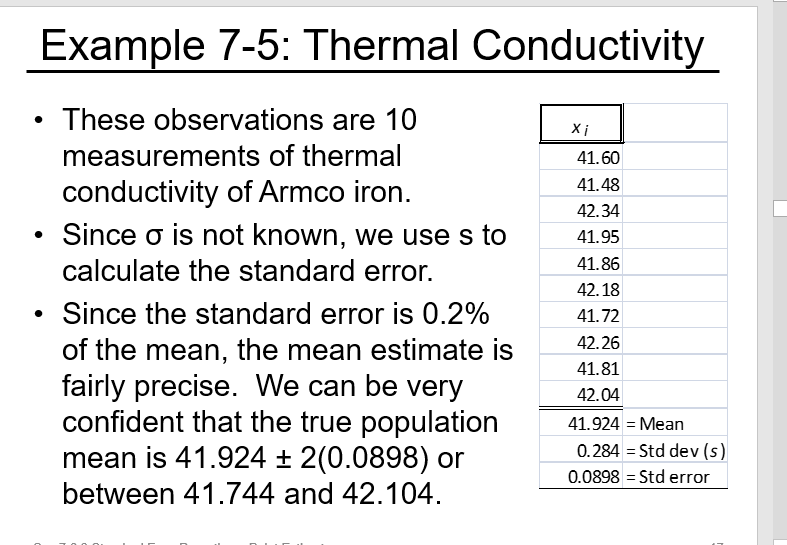 Example 7-5: Thermal Conductivity
• These observations are 10
measurements of thermal
conductivity of Armco iron.
• Since σ is not known, we use s to
calculate the standard error.
• Since the standard error is 0.2%
of the mean, the mean estimate is
fairly precise. We can be very
confident that the true population
mean is 41.924 ± 2(0.0898) or
between 41.744 and 42.104.
x i
41.60
41.48
42.34
41.95
41.86
42.18
41.72
42.26
41.81
42.04
41.924 = Mean
0.284 = Std dev (s)
0.0898 = Std error